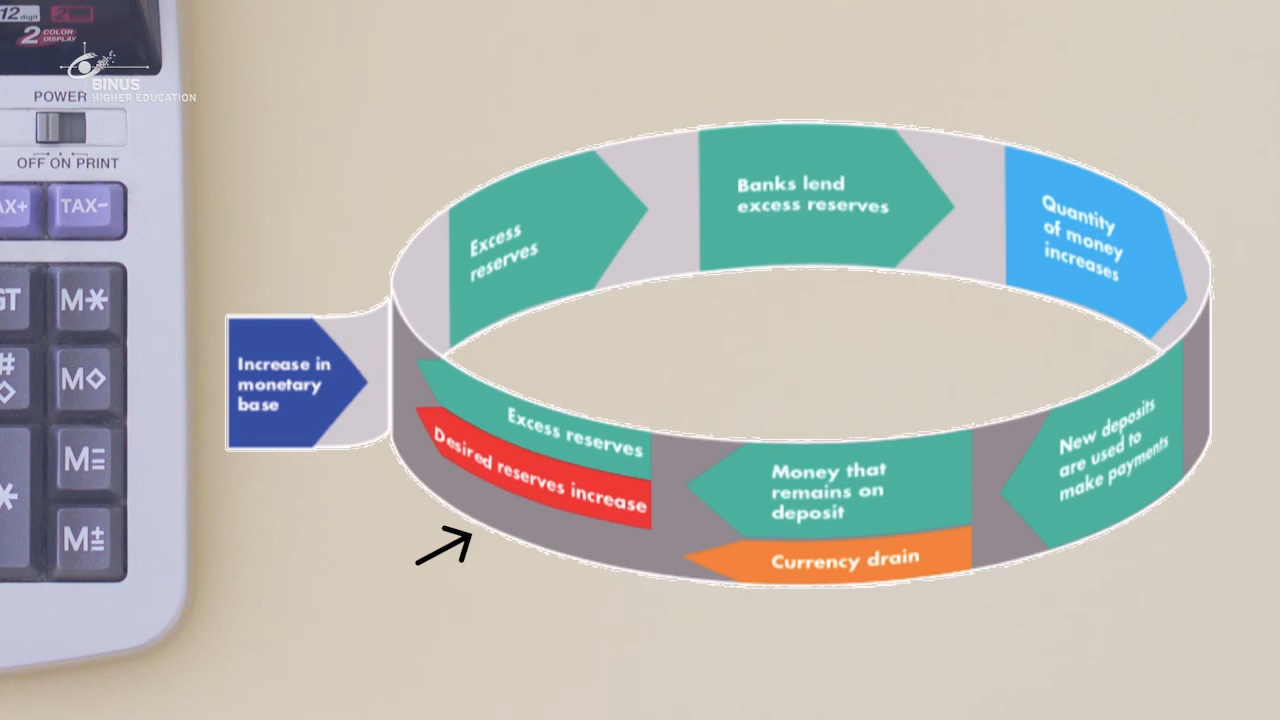 12 digit
2 COLOR
DISPLAY
BINUS
HIGHER EDUCATION
POWER
OFF ON PRINT
TAX-
M
M
M
M±
Increase in
monetary
base
Excess
reserves
Banks lend
excess reserves
Quantity
of money
increases
New deposits
are used to
make payments
Money that
remains on
deposit
Currency drain
Excess reserves
Desired reserves increase